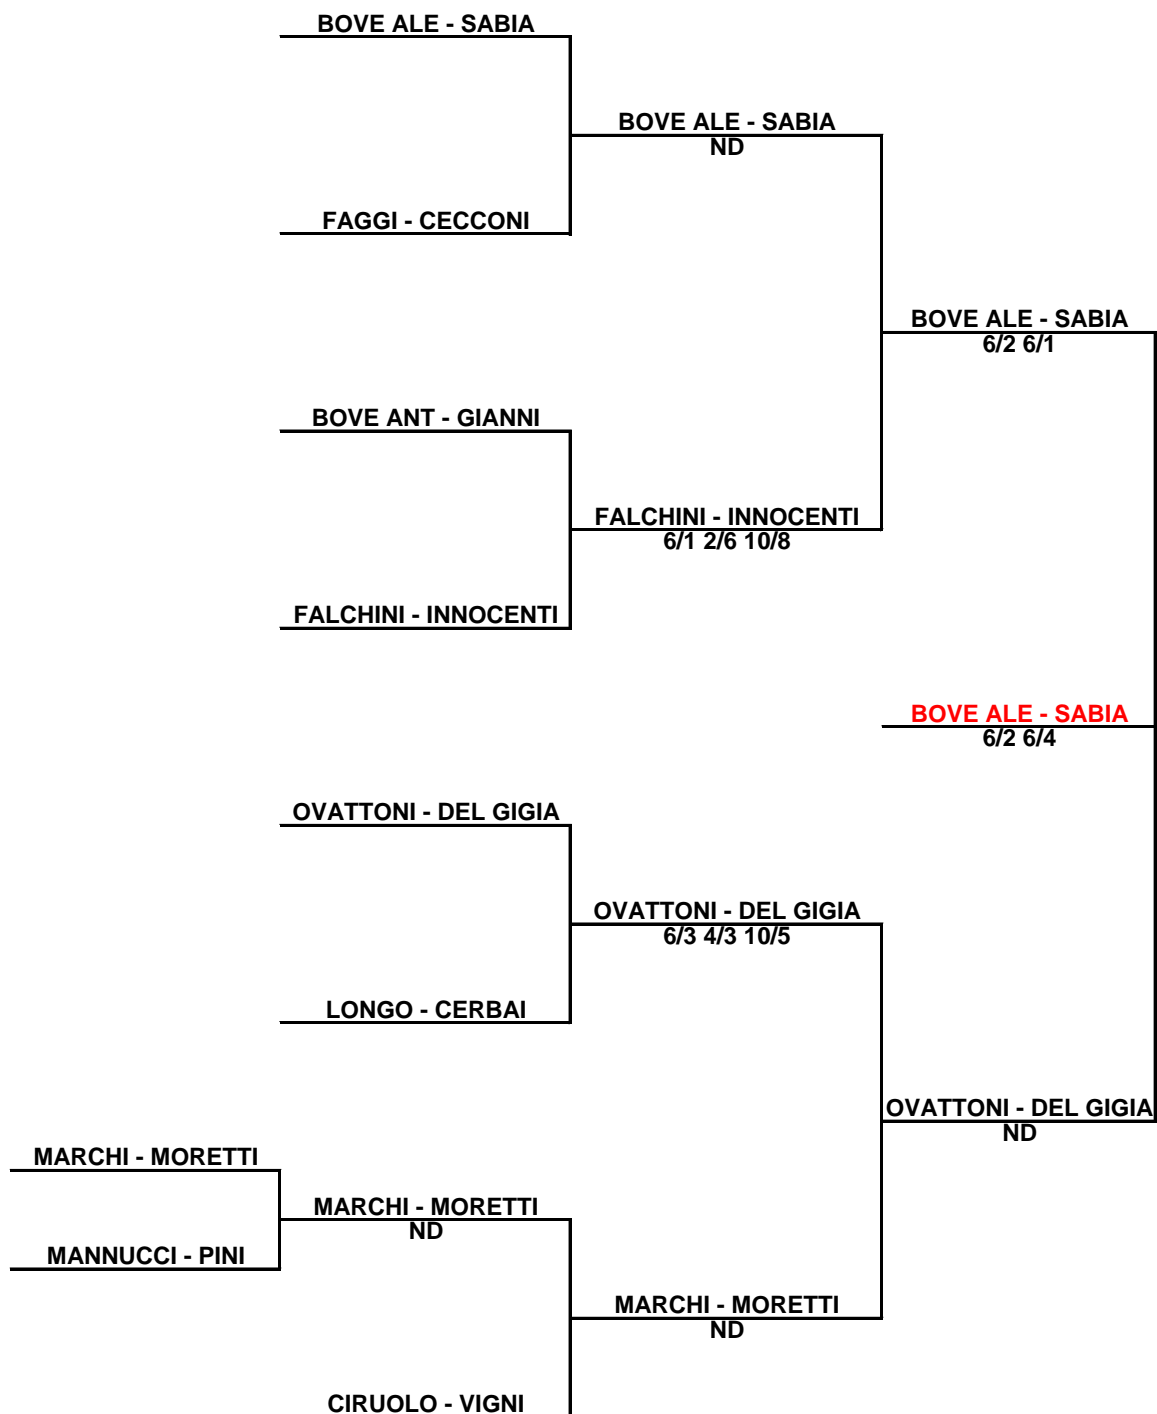 BOVE ALE - SABIA
BOVE ALE - SABIA
ND
FAGGI - CECCONI
BOVE ALE - SABIA
6/2 6/1
BOVE ANT - GIANNI
FALCHINI - INNOCENTI
6/1 2/6 10/8
FALCHINI - INNOCENTI
BOVE ALE - SABIA
6/2 6/4
OVATTONI - DEL GIGIA
OVATTONI - DEL GIGIA
6/3 4/3 10/5
LONGO - CERBAI
OVATTONI - DEL GIGIA
ND
MARCHI - MORETTI
MARCHI - MORETTI
ND
MANNUCCI - PINI
MARCHI - MORETTI
ND
CIRUOLO - VIGNI